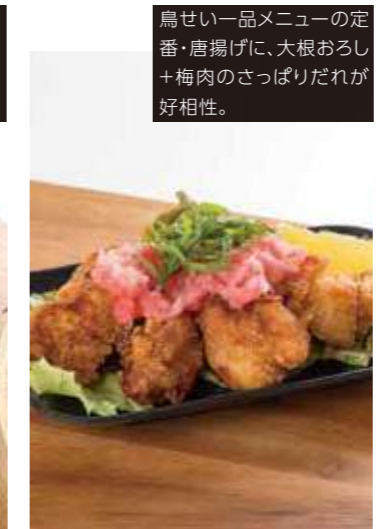 鳥せい一品メニューの定
番・唐揚げに、大根おろし
+梅肉のさっぱりだれが
好相性。